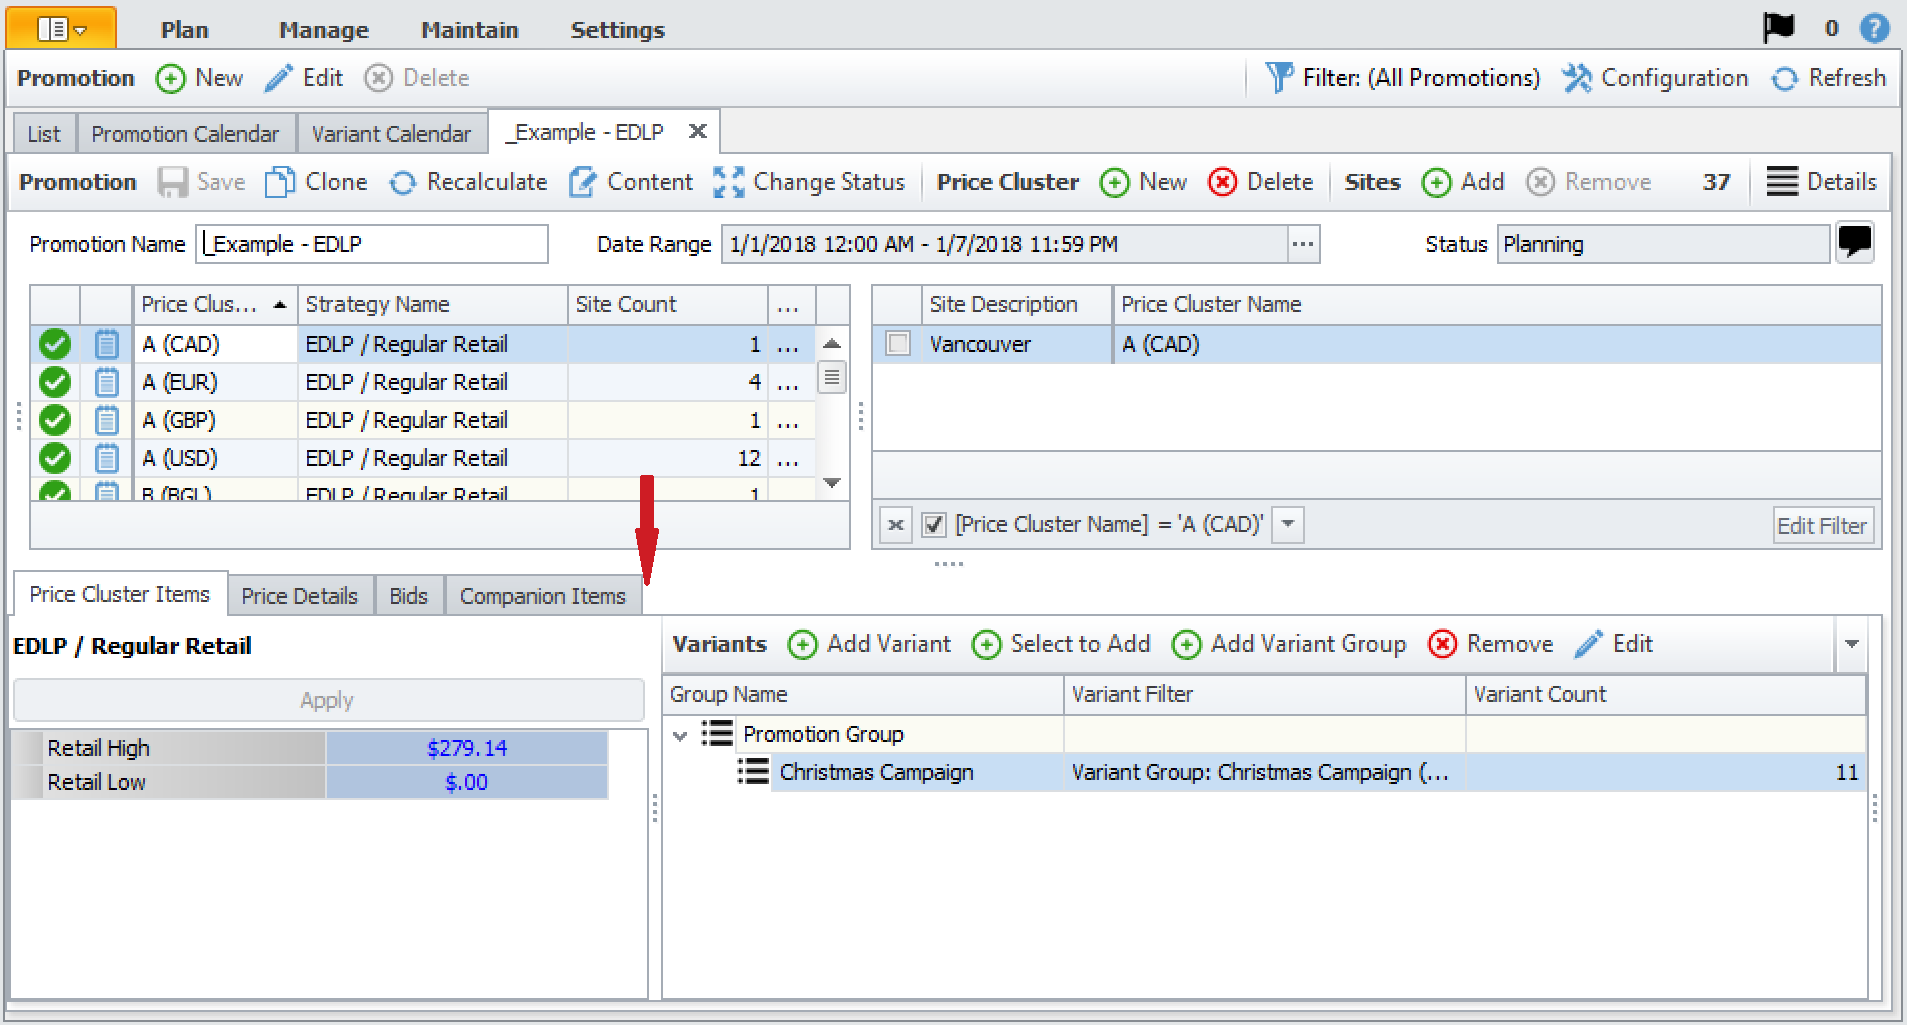 Plan Manage Maintain Settings 0 ?
Promotion New Edit Delete Filter: (All Promotions) Configuration Refresh
List Promotion Calendar Variant Calendar _Example - EDLP
Promotion Save Clone Recalculate Content Change Status Price Cluster New Delete Sites Add Remove 37 Details
Promotion Name _Example - EDLP Date Range 1/1/2018 12:00 AM - 1/7/2018 11:59 PM ... Status Planning
Price Clus... Strategy Name Site Count ...
A (CAD) EDLP / Regular Retail 1 ...
A (EUR) EDLP / Regular Retail 4 ...
A (GBP) EDLP / Regular Retail 1 ...
A (USD) EDLP / Regular Retail 12 ...
B (BGL) EDLP / Regular Retail 1
Site Description Price Cluster Name
Vancouver A (CAD)
[Price Cluster Name] = 'A (CAD)' Edit Filter
Price Cluster Items Price Details Bids Companion Items
EDLP / Regular Retail
Apply
Retail High $279.14
Retail Low $.00
Variants Add Variant Select to Add Add Variant Group Remove Edit
Group Name Variant Filter Variant Count
Promotion Group
Christmas Campaign Variant Group: Christmas Campaign (... 11